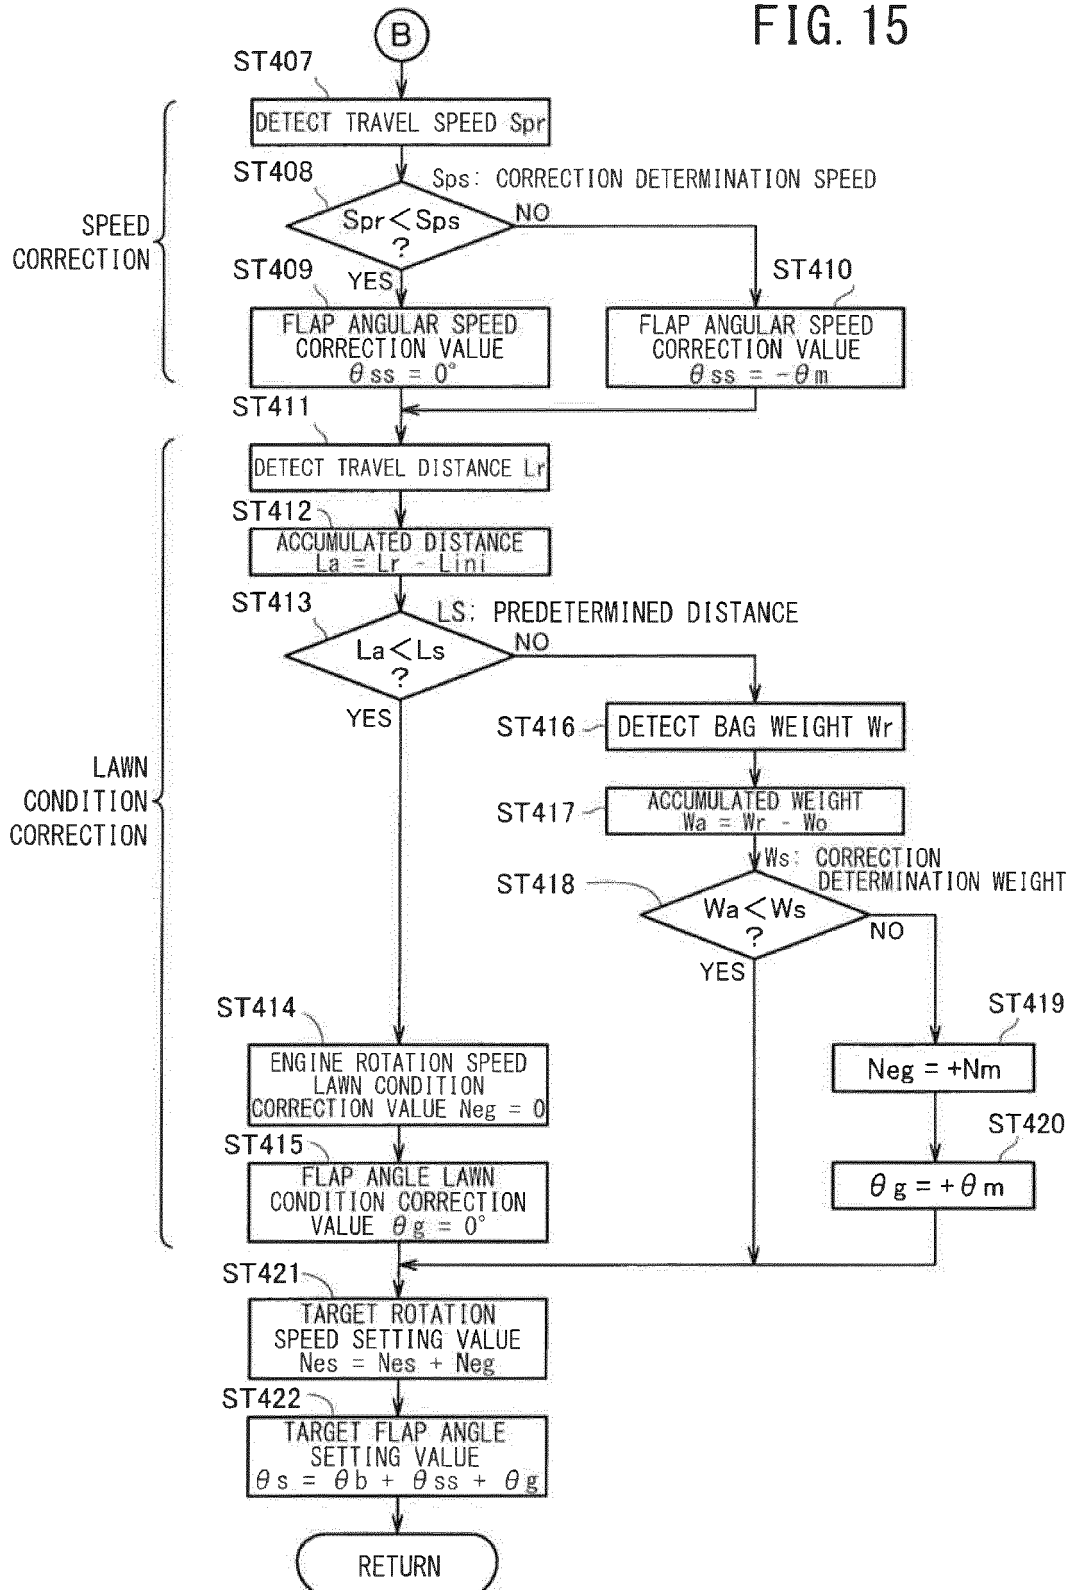 FIG. 15
B
ST407
DETECT TRAVEL SPEED Spr
ST408
Sps: CORRECTION DETERMINATION SPEED
Spr<Sps
?
NO
YES
SPEED
CORRECTION
ST409
FLAP ANGULAR SPEED
CORRECTION VALUE
θss = 0°
ST410
FLAP ANGULAR SPEED
CORRECTION VALUE
θss = -θm
ST411
DETECT TRAVEL DISTANCE Lr
ST412
ACCUMULATED DISTANCE
La = Lr - Lini
ST413
LS: PREDETERMINED DISTANCE
La<Ls
?
NO
YES
ST416
DETECT BAG WEIGHT Wr
ST417
ACCUMULATED WEIGHT
Wa = Wr - Wo
LAWN
CONDITION
CORRECTION
Ws: CORRECTION
DETERMINATION WEIGHT
ST418
Wa<Ws
?
NO
YES
ST414
ENGINE ROTATION SPEED
LAWN CONDITION
CORRECTION VALUE Neg = 0
ST419
Neg = +Nm
ST415
FLAP ANGLE LAWN
CONDITION CORRECTION
VALUE θg = 0°
ST420
θg = +θm
ST421
TARGET ROTATION
SPEED SETTING VALUE
Nes = Nes + Neg
ST422
TARGET FLAP ANGLE
SETTING VALUE
θs = θb + θss + θg
RETURN